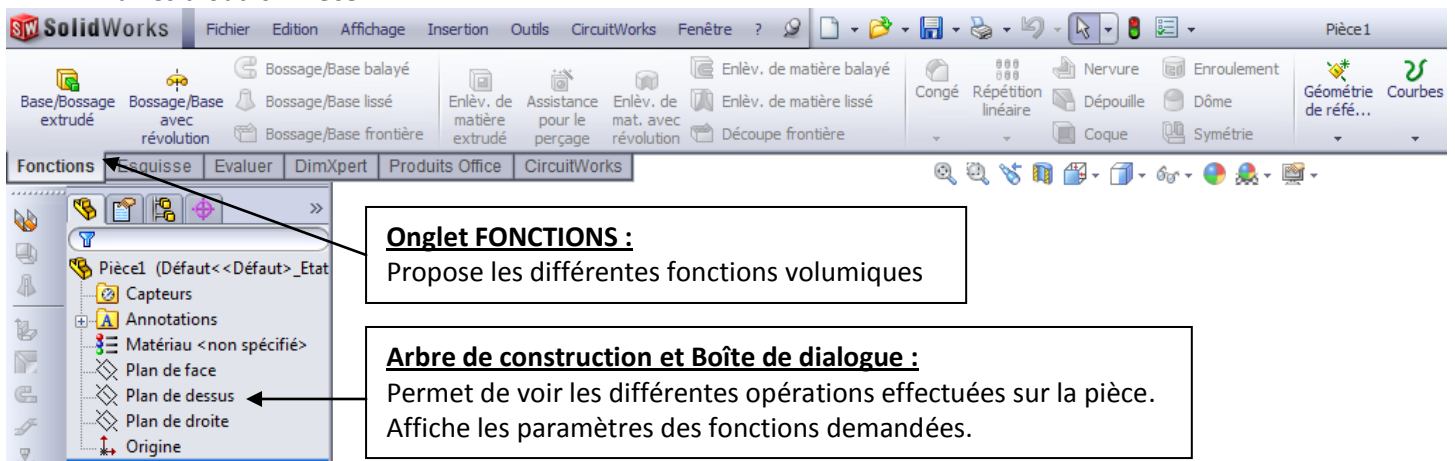 SolidWorks Fichier Edition Affichage Insertion Outils CircuitWorks Fenêtre ? Pièce1
Base/Bossage extrudé
Bossage/Base avec révolution
Bossage/Base balayé
Bossage/Base lissé
Bossage/Base frontière
Enlèv. de matière extrudé
Assistance pour le perçage
Enlèv. de mat. avec révolution
Enlèv. de matière balayé
Enlèv. de matière lissé
Découpe frontière
Congé
Répétition linéaire
Nervure
Dépouille
Coque
Enroulement
Dôme
Symétrie
Géométrie de réfé...
Courbes
Fonctions Esquisse Evaluer DimXpert Produits Office CircuitWorks
Pièce1 (Défaut<<Défaut>_Etat
Capteurs
Annotations
Matériau <non spécifié>
Plan de face
Plan de dessus
Plan de droite
Origine
Onglet FONCTIONS :
Propose les différentes fonctions volumiques
Arbre de construction et Boîte de dialogue :
Permet de voir les différentes opérations effectuées sur la pièce.
Affiche les paramètres des fonctions demandées.